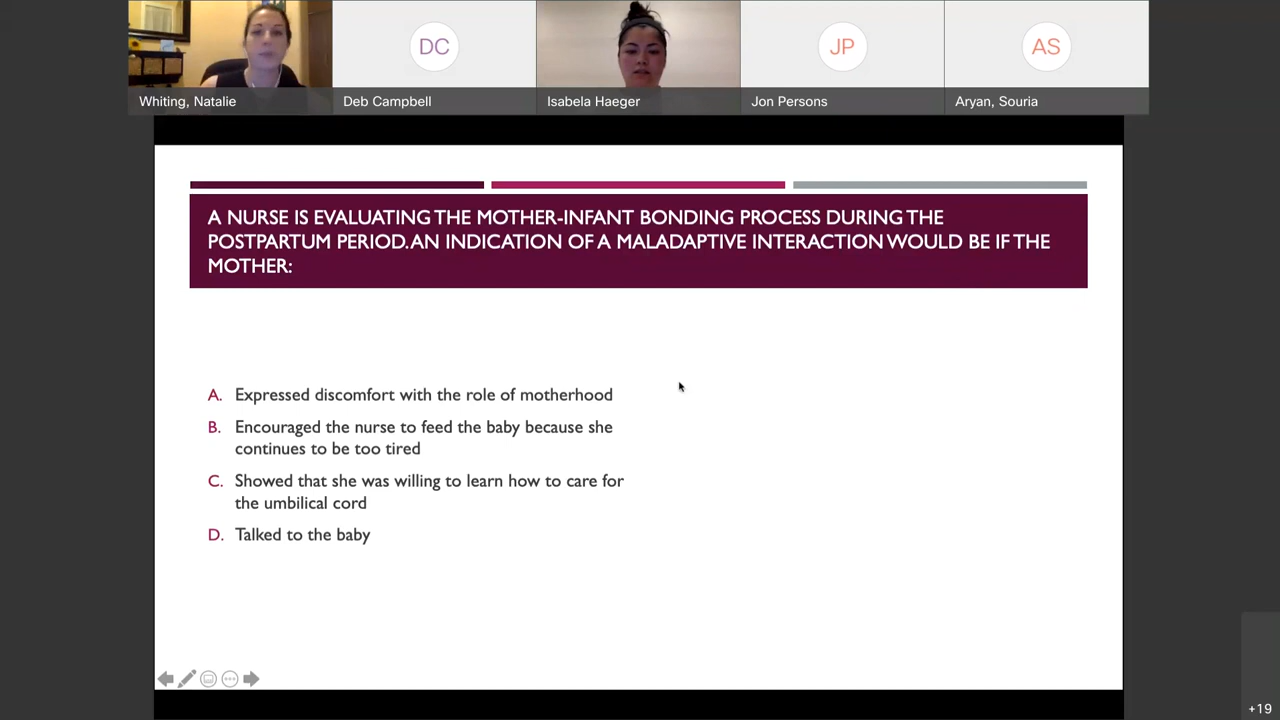 DC
JP
AS
Whiting, Natalie
Deb Campbell
Isabela Haeger
Jon Persons
Aryan, Souria
A NURSE IS EVALUATING THE MOTHER-INFANT BONDING PROCESS DURING THE
POSTPARTUM PERIOD. AN INDICATION OF A MALADAPTIVE INTERACTION WOULD BE IF THE
MOTHER:
A. Expressed discomfort with the role of motherhood
B. Encouraged the nurse to feed the baby because she
continues to be too tired
C. Showed that she was willing to learn how to care for
the umbilical cord
D. Talked to the baby
+19